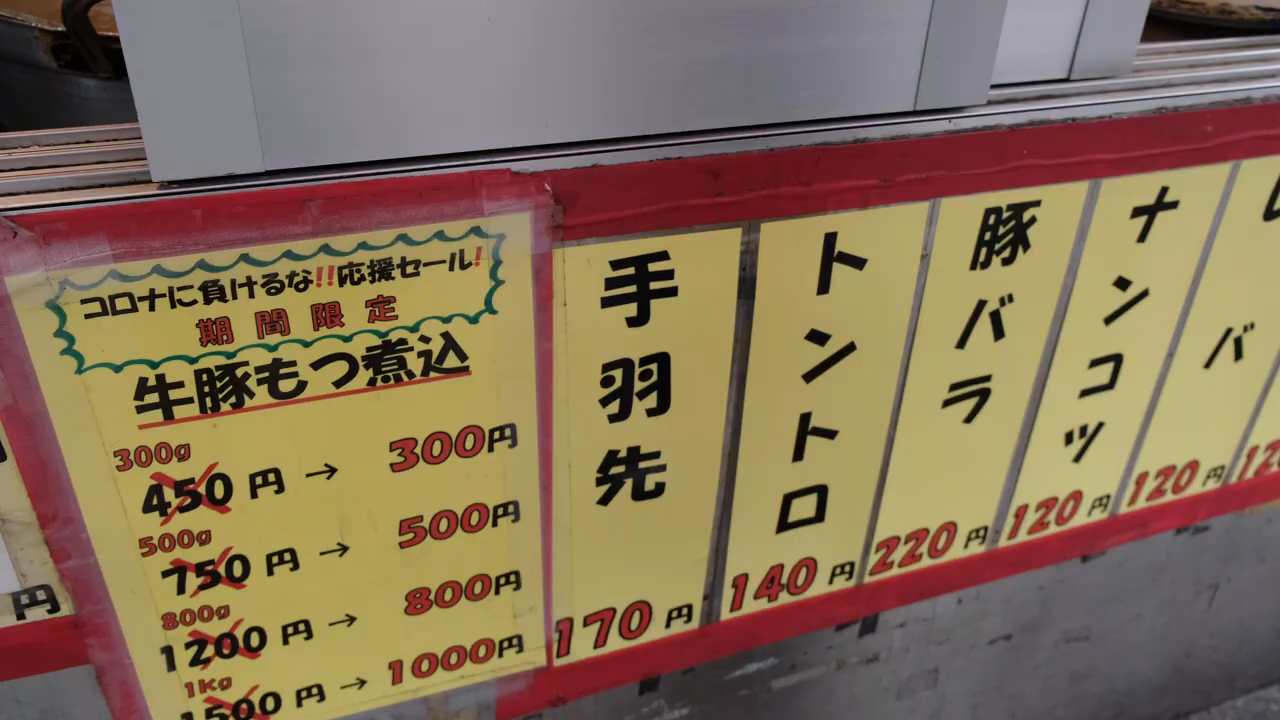 コロナに負けるな!!応援セール!
期間限定
牛豚もつ煮込
300g
450円→300円
500g
750円→500円
800g
1200円→800円
1Kg
1500円→1000円
手羽先
170円
トントロ
140円
豚バラ
220円
ナンコツ
120円
バ
120円
円